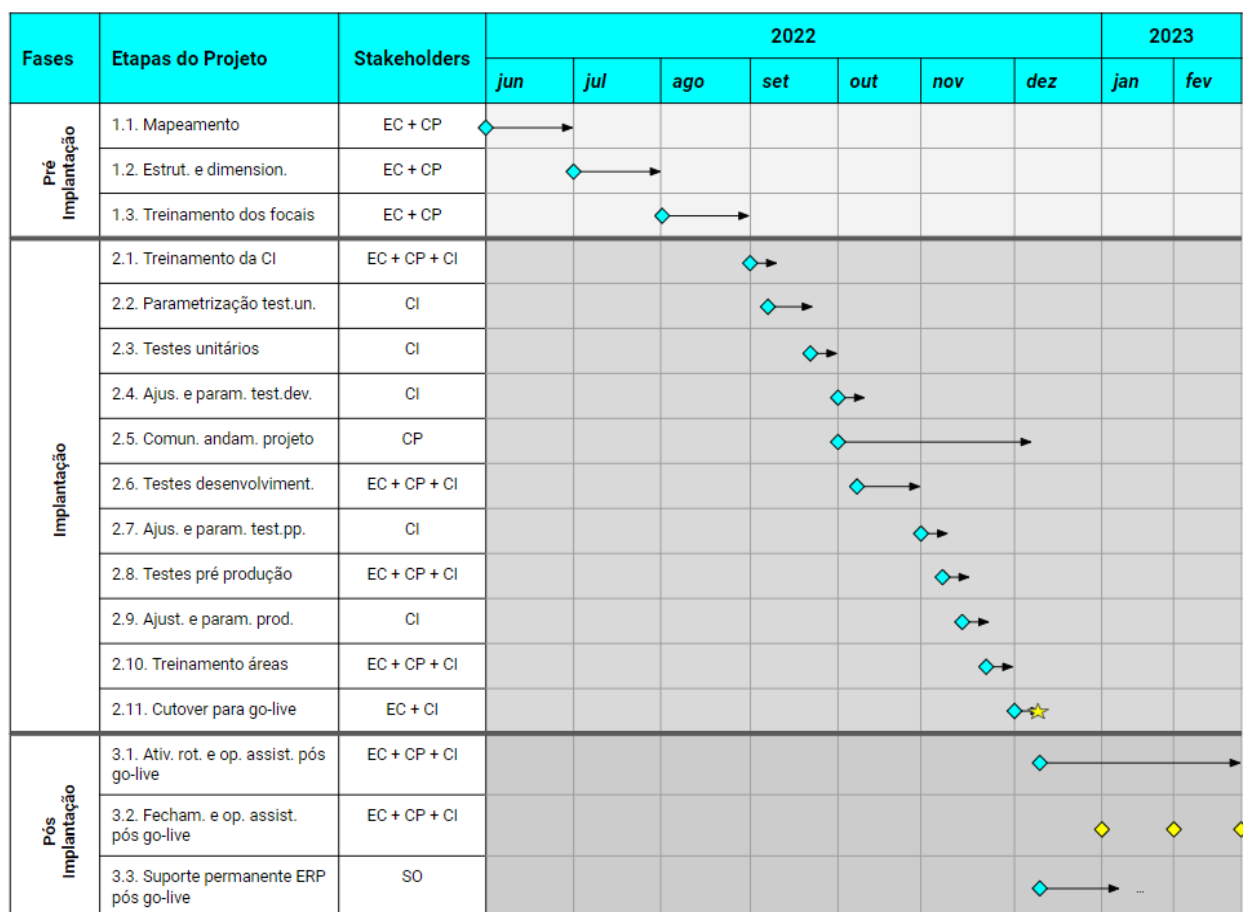 Fases
Etapas do Projeto
Stakeholders
2022
2023
jun
jul
ago
set
out
nov
dez
jan
fev
Pré
Implantação
1.1. Mapeamento
EC + CP
1.2. Estrut. e dimension.
EC + CP
1.3. Treinamento dos focais
EC + CP
Implantação
2.1. Treinamento da CI
EC + CP + CI
2.2. Parametrização test.un.
CI
2.3. Testes unitários
CI
2.4. Ajus. e param. test.dev.
CI
2.5. Comun. andam. projeto
CP
2.6. Testes desenvolviment.
EC + CP + CI
2.7. Ajus. e param. test.pp.
CI
2.8. Testes pré produção
EC + CP + CI
2.9. Ajust. e param. prod.
CI
2.10. Treinamento áreas
EC + CP + CI
2.11. Cutover para go-live
EC + CI
Pós
Implantação
3.1. Ativ. rot. e op. assist. pós
go-live
EC + CP + CI
3.2. Fecham. e op. assist.
pós go-live
EC + CP + CI
3.3. Suporte permanente ERP
pós go-live
SO
...